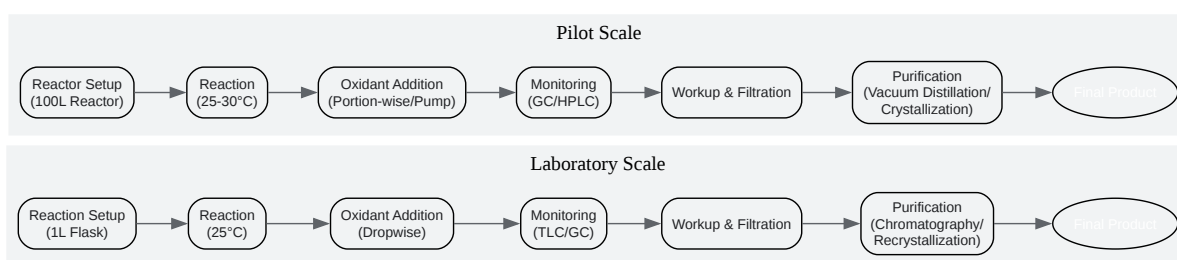 Pilot Scale
Reactor Setup
(100L Reactor)
Reaction
(25-30°C)
Oxidant Addition
(Portion-wise/Pump)
Monitoring
(GC/HPLC)
Workup & Filtration
Purification
(Vacuum Distillation/
Crystallization)
Final Product
Laboratory Scale
Reaction Setup
(1L Flask)
Reaction
(25°C)
Oxidant Addition
(Dropwise)
Monitoring
(TLC/GC)
Workup & Filtration
Purification
(Chromatography/
Recrystallization)
Final Product